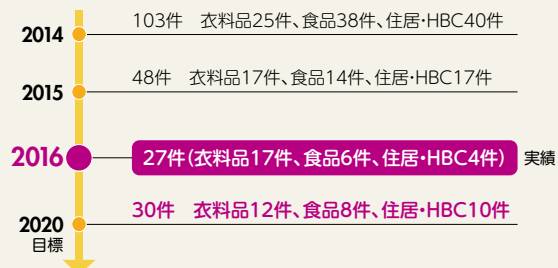 2014 103件 衣料品25件、食品38件、住居・HBC40件
2015 48件 衣料品17件、食品14件、住居・HBC17件
2016 27件(衣料品17件、食品6件、住居・HBC4件) 実績
2020 30件 衣料品12件、食品8件、住居・HBC10件
目標